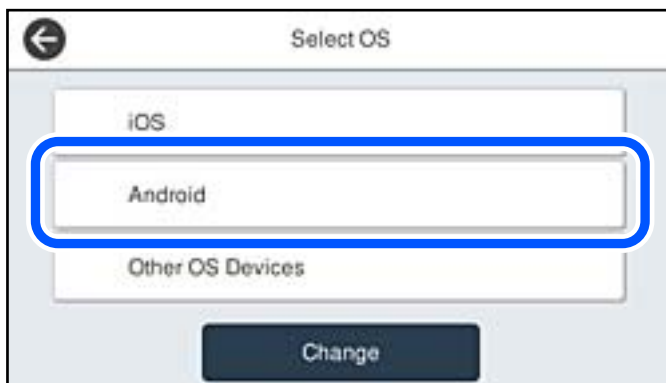 Select OS
iOS
Android
Other OS Devices
Change